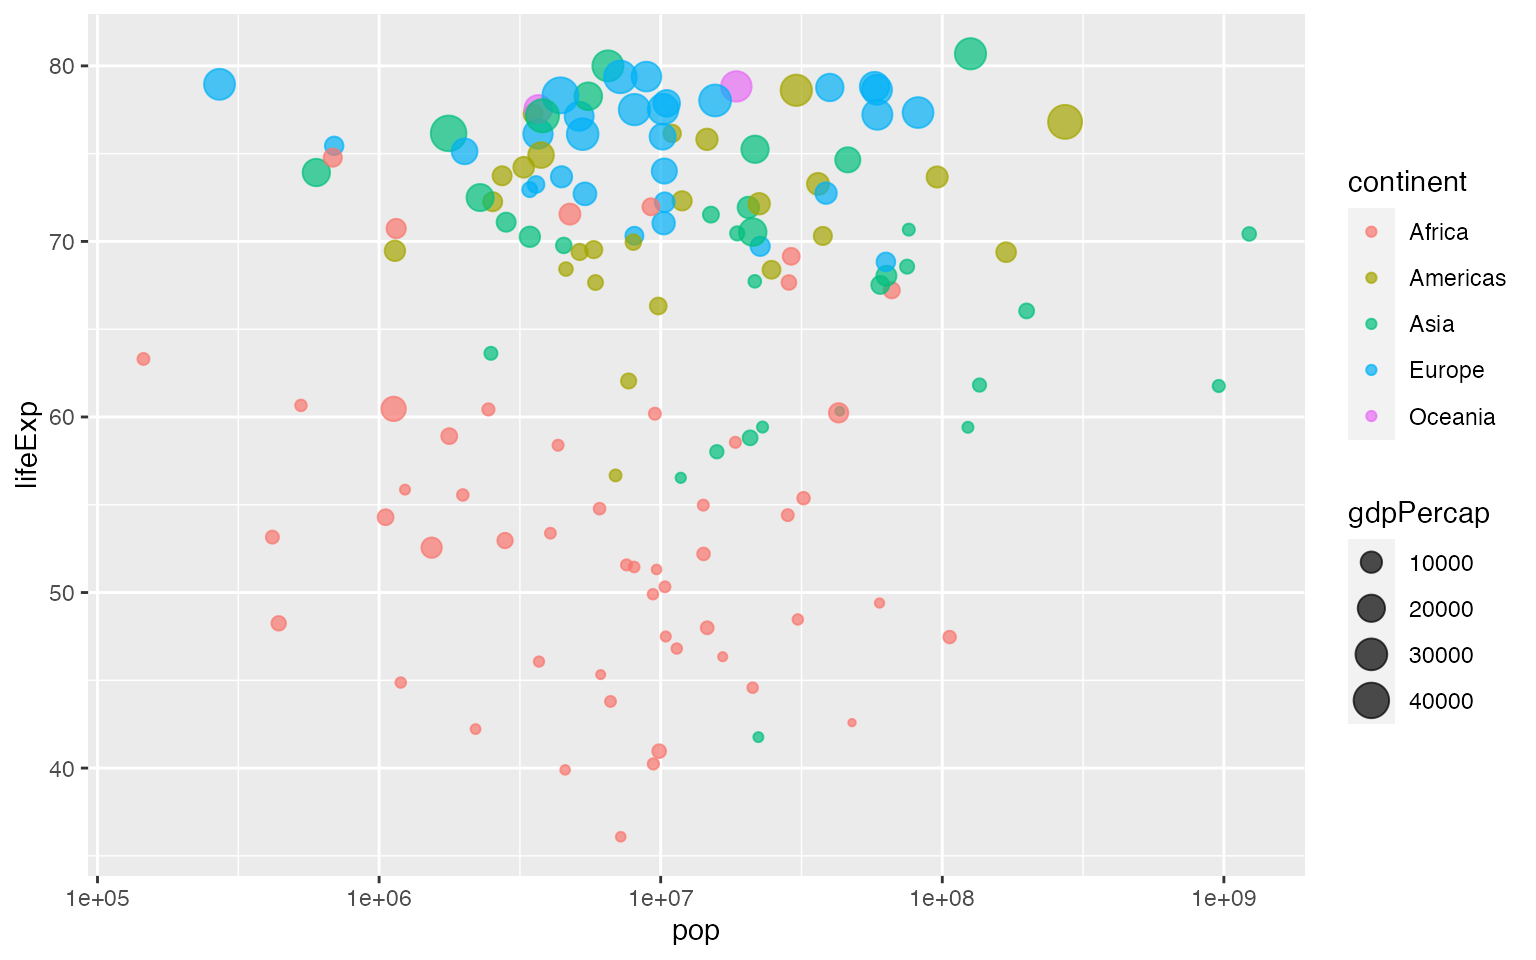 80
70
60
50
40
lifeExp
1e+05
1e+06
1e+07
1e+08
1e+09
pop
continent
Africa
Americas
Asia
Europe
Oceania
gdpPercap
10000
20000
30000
40000